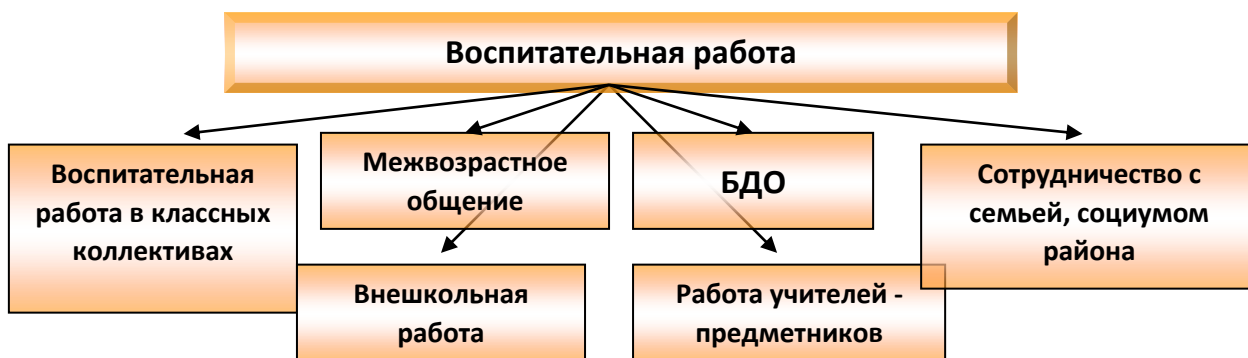 Воспитательная работа
Воспитательная
работа в классных
коллективах
Межвозрастное
общение
БДО
Сотрудничество с
семьей, социумом
района
Внешкольная
работа
Работа учителей -
предметников